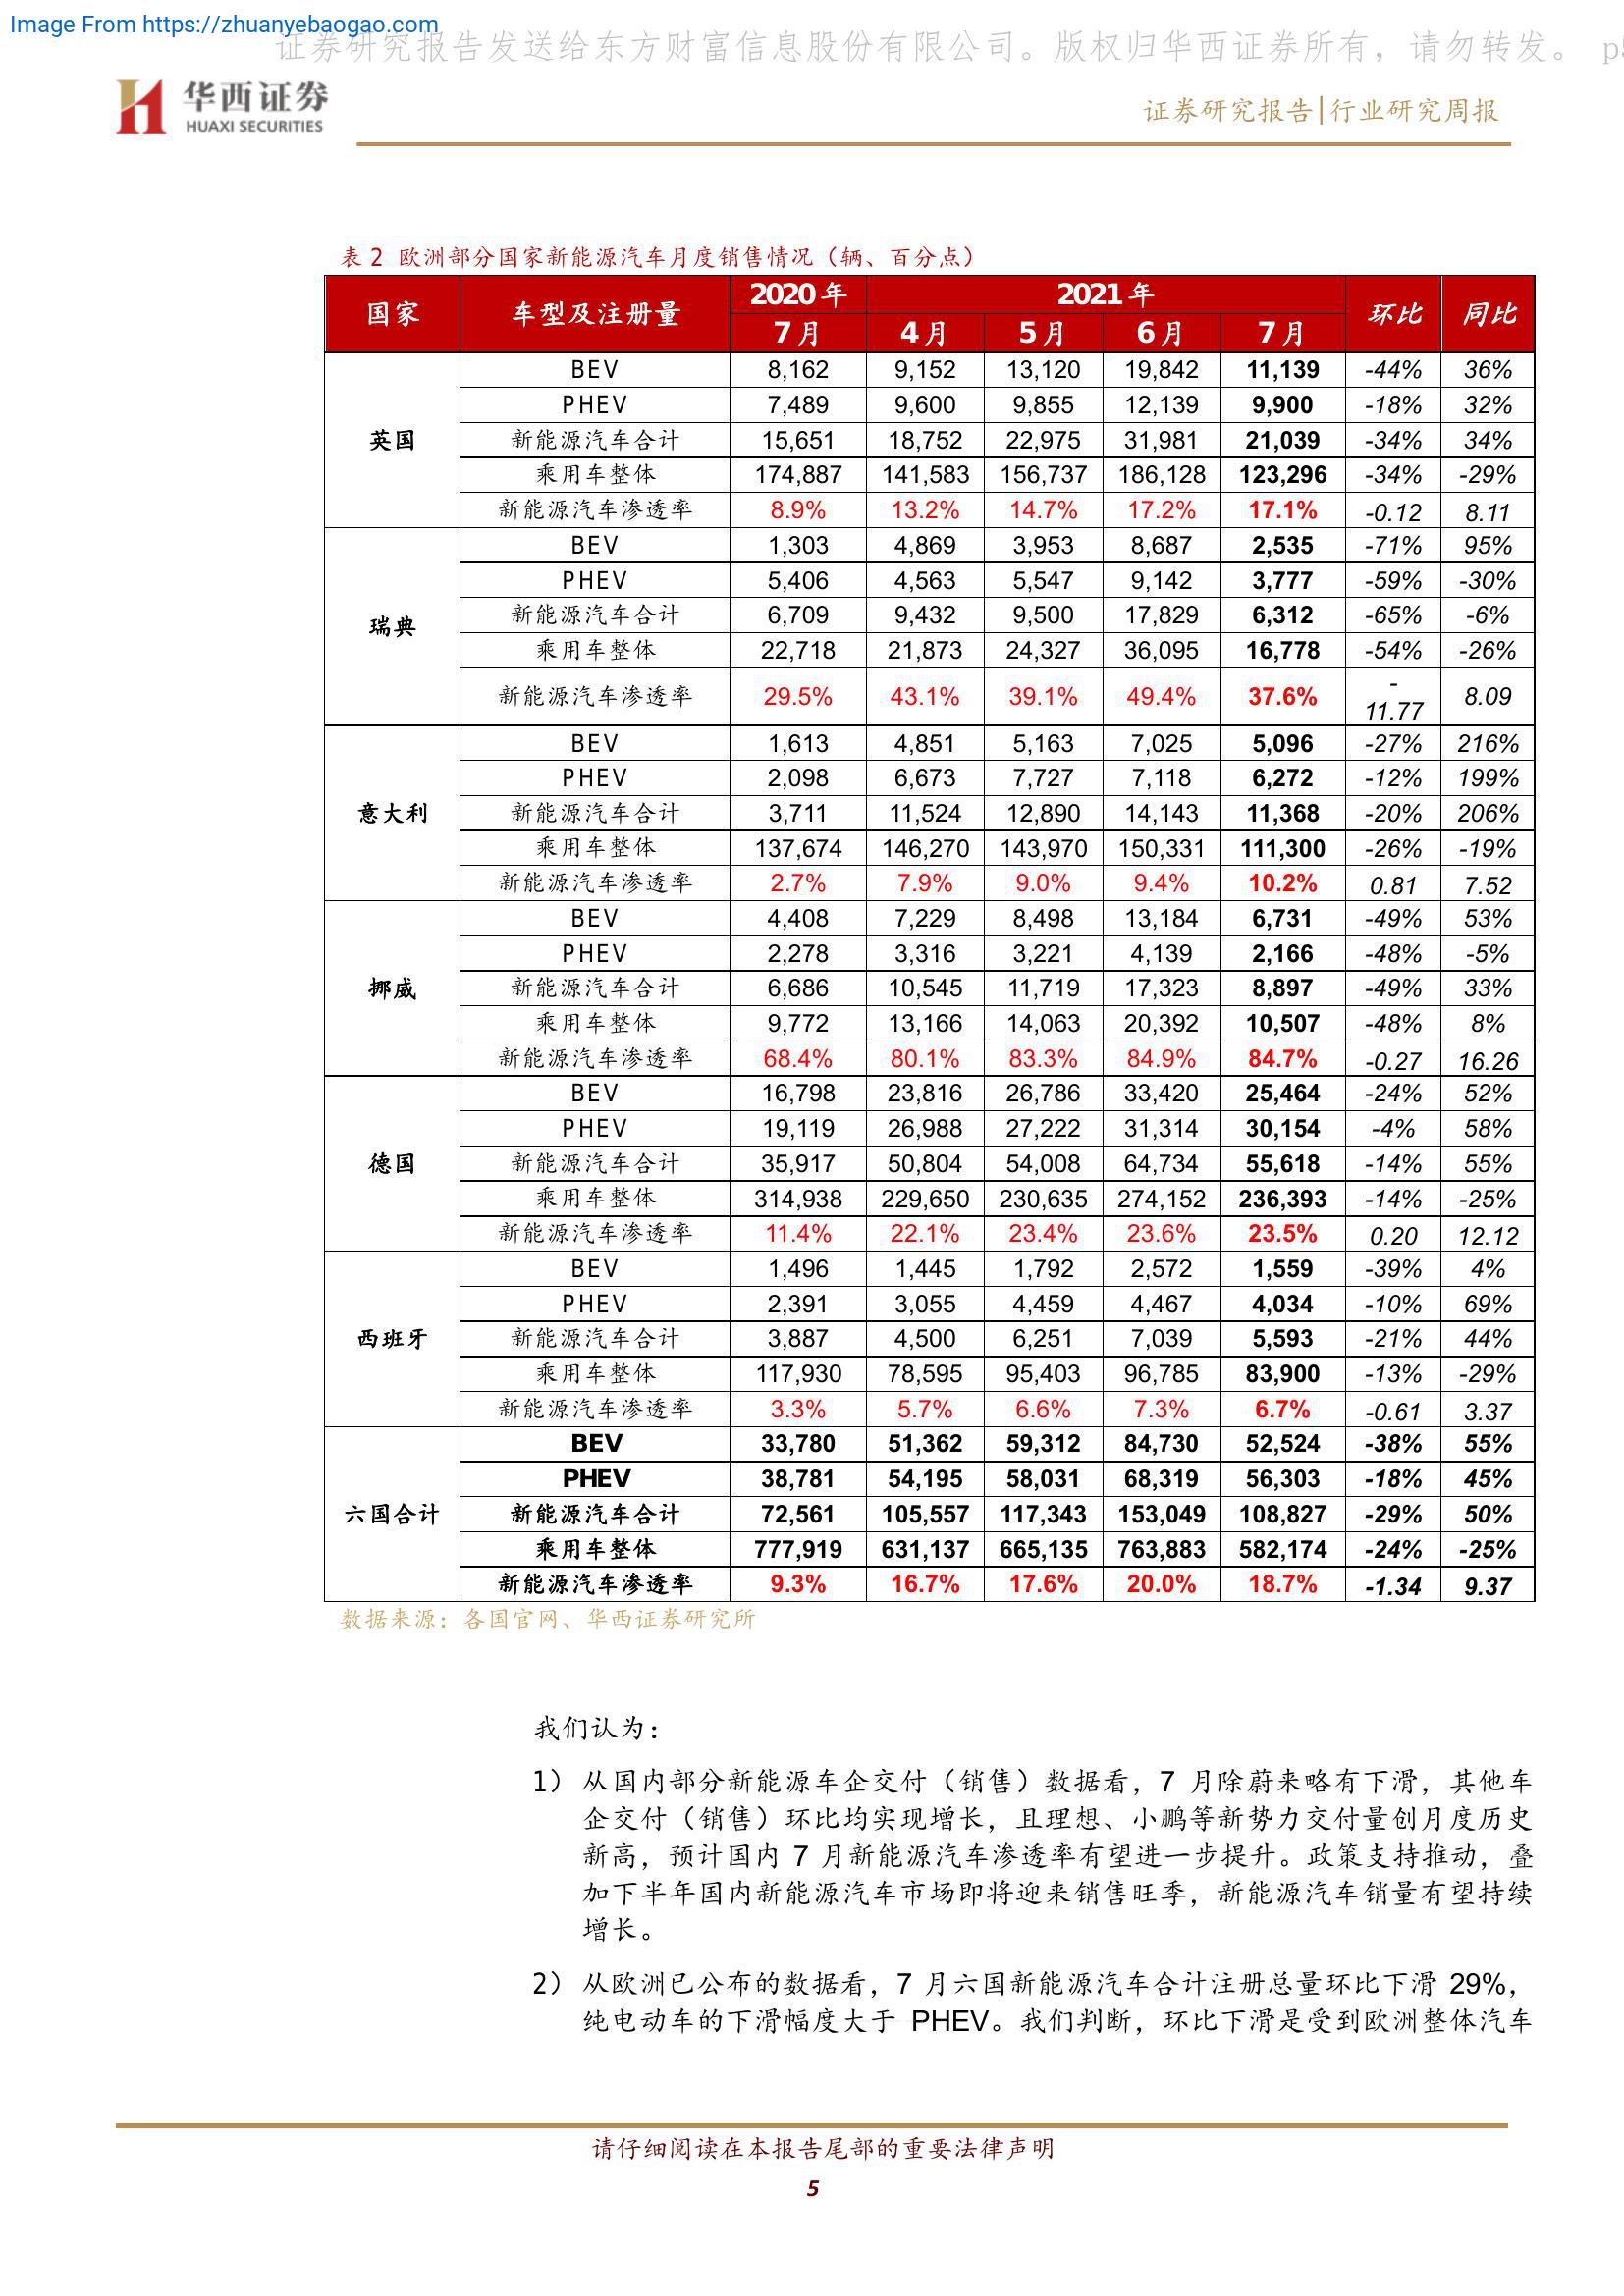 Image From https://zhuanyebaogao.com
证券研究报告发送给东方财富信息股份有限公司。版权归华西证券所有，请勿转发。 p
华西证券
HUAXI SECURITIES
证券研究报告|行业研究周报
表 2 欧洲部分国家新能源汽车月度销售情况（辆、百分点）
国家 车型及注册量 2020 年 2021 年 环比 同比
7 月 4 月 5 月 6 月 7 月
英国
BEV 8,162 9,152 13,120 19,842 11,139 -44% 36%
PHEV 7,489 9,600 9,855 12,139 9,900 -18% 32%
新能源汽车合计 15,651 18,752 22,975 31,981 21,039 -34% 34%
乘用车整体 174,887 141,583 156,737 186,128 123,296 -34% -29%
新能源汽车渗透率 8.9% 13.2% 14.7% 17.2% 17.1% -0.12 8.11
瑞典
BEV 1,303 4,869 3,953 8,687 2,535 -71% 95%
PHEV 5,406 4,563 5,547 9,142 3,777 -59% -30%
新能源汽车合计 6,709 9,432 9,500 17,829 6,312 -65% -6%
乘用车整体 22,718 21,873 24,327 36,095 16,778 -54% -26%
新能源汽车渗透率 29.5% 43.1% 39.1% 49.4% 37.6% -11.77 8.09
意大利
BEV 1,613 4,851 5,163 7,025 5,096 -27% 216%
PHEV 2,098 6,673 7,727 7,118 6,272 -12% 199%
新能源汽车合计 3,711 11,524 12,890 14,143 11,368 -20% 206%
乘用车整体 137,674 146,270 143,970 150,331 111,300 -26% -19%
新能源汽车渗透率 2.7% 7.9% 9.0% 9.4% 10.2% 0.81 7.52
挪威
BEV 4,408 7,229 8,498 13,184 6,731 -49% 53%
PHEV 2,278 3,316 3,221 4,139 2,166 -48% -5%
新能源汽车合计 6,686 10,545 11,719 17,323 8,897 -49% 33%
乘用车整体 9,772 13,166 14,063 20,392 10,507 -48% 8%
新能源汽车渗透率 68.4% 80.1% 83.3% 84.9% 84.7% -0.27 16.26
德国
BEV 16,798 23,816 26,786 33,420 25,464 -24% 52%
PHEV 19,119 26,988 27,222 31,314 30,154 -4% 58%
新能源汽车合计 35,917 50,804 54,008 64,734 55,618 -14% 55%
乘用车整体 314,938 229,650 230,635 274,152 236,393 -14% -25%
新能源汽车渗透率 11.4% 22.1% 23.4% 23.6% 23.5% 0.20 12.12
西班牙
BEV 1,496 1,445 1,792 2,572 1,559 -39% 4%
PHEV 2,391 3,055 4,459 4,467 4,034 -10% 69%
新能源汽车合计 3,887 4,500 6,251 7,039 5,593 -21% 44%
乘用车整体 117,930 78,595 95,403 96,785 83,900 -13% -29%
新能源汽车渗透率 3.3% 5.7% 6.6% 7.3% 6.7% -0.61 3.37
六国合计
BEV 33,780 51,362 59,312 84,730 52,524 -38% 55%
PHEV 38,781 54,195 58,031 68,319 56,303 -18% 45%
新能源汽车合计 72,561 105,557 117,343 153,049 108,827 -29% 50%
乘用车整体 777,919 631,137 665,135 763,883 582,174 -24% -25%
新能源汽车渗透率 9.3% 16.7% 17.6% 20.0% 18.7% -1.34 9.37
数据来源：各国官网、华西证券研究所
我们认为：
1） 从国内部分新能源车企交付（销售）数据看，7 月除蔚来略有下滑，其他车
企交付（销售）环比均实现增长，且理想、小鹏等新势力交付量创月度历史
新高，预计国内 7 月新能源汽车渗透率有望进一步提升。政策支持推动，叠
加下半年国内新能源汽车市场即将迎来销售旺季，新能源汽车销量有望持续
增长。
2） 从欧洲已公布的数据看，7 月六国新能源汽车合计注册总量环比下滑 29%，
纯电动车的下滑幅度大于 PHEV。我们判断，环比下滑是受到欧洲整体汽车
请仔细阅读在本报告尾部的重要法律声明
5